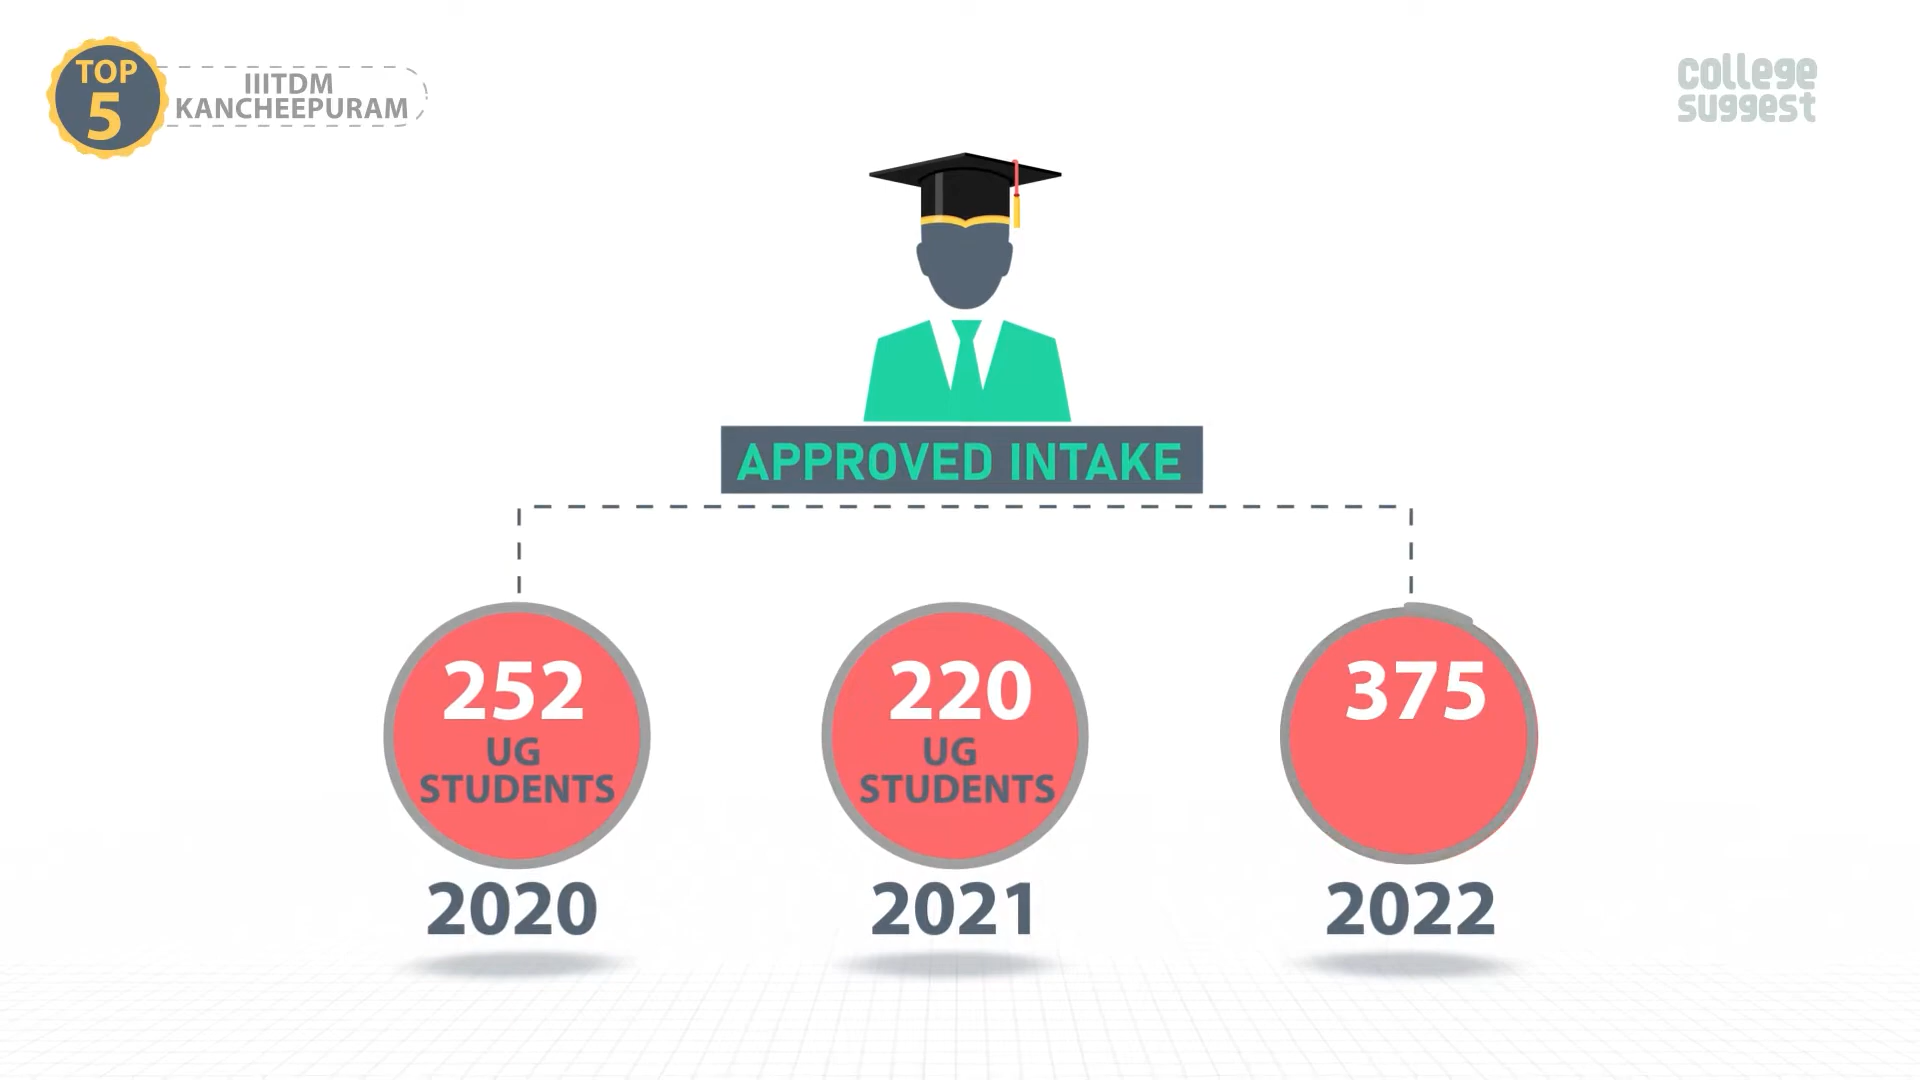 TOP
5
IIITDM
KANCHEEPURAM
college
suggest
APPROVED INTAKE
252
UG
STUDENTS
2020
220
UG
STUDENTS
2021
375
2022